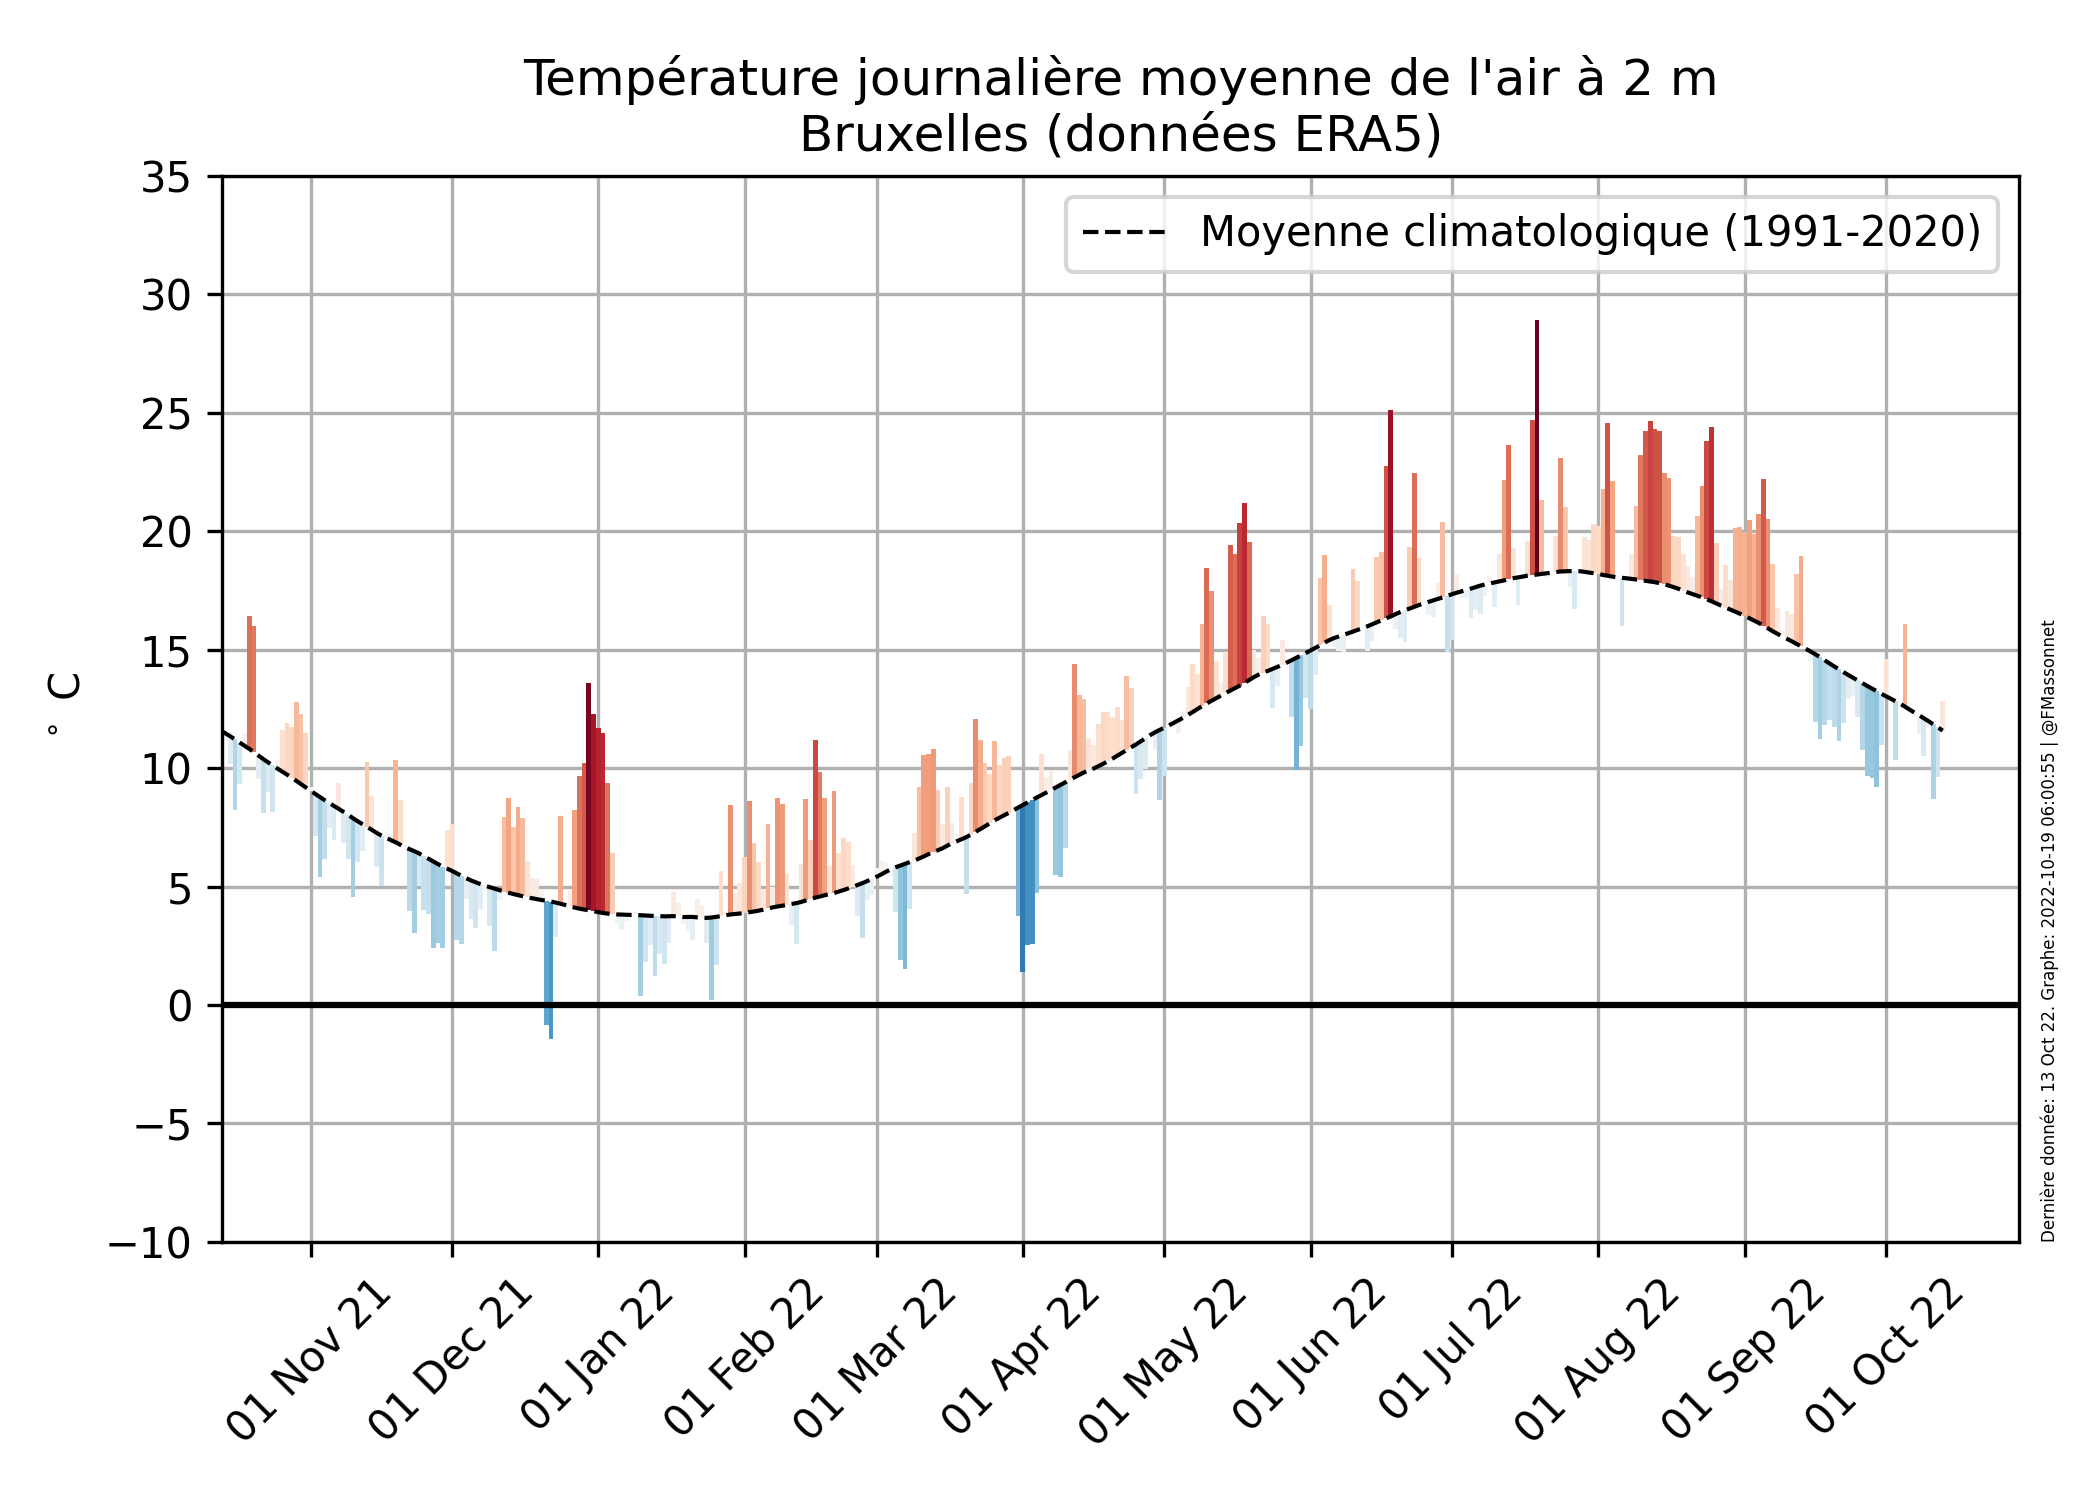 Température journalière moyenne de l'air à 2 m
Bruxelles (données ERA5)
Moyenne climatologique (1991-2020)
° C
35
30
25
20
15
10
5
0
−5
−10
01 Nov 21
01 Dec 21
01 Jan 22
01 Feb 22
01 Mar 22
01 Apr 22
01 May 22
01 Jun 22
01 Jul 22
01 Aug 22
01 Sep 22
01 Oct 22
Dernière donnée: 13 Oct 22. Graphe: 2022-10-19 06:00:55 | @FMassonnet